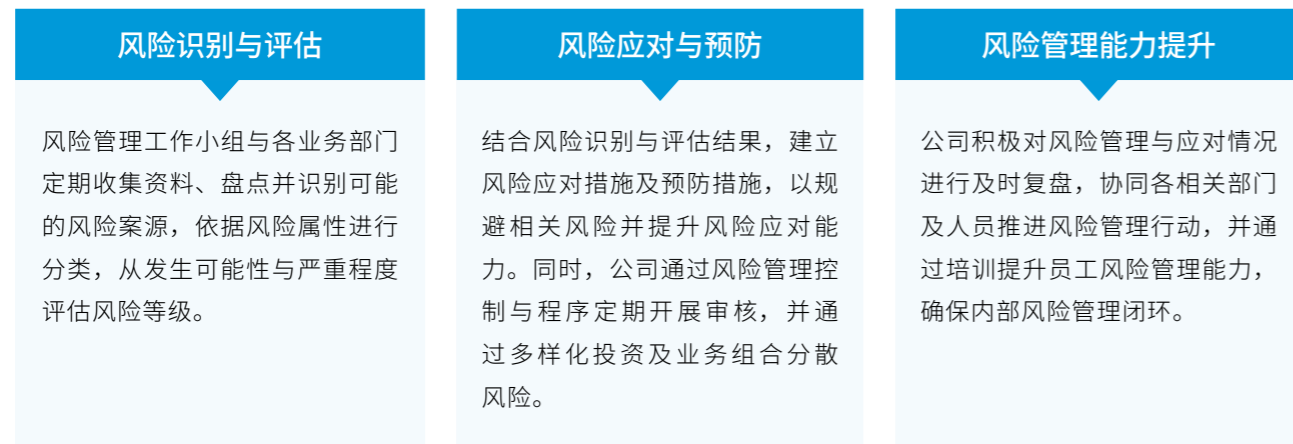 风险识别与评估
风险管理工作小组与各业务部门
定期收集资料、盘点并识别可能
的风险案源，依据风险属性进行
分类，从发生可能性与严重程度
评估风险等级。
风险应对与预防
结合风险识别与评估结果，建立
风险应对措施及预防措施，以规
避相关风险并提升风险应对能
力。同时，公司通过风险管理控
制与程序定期开展审核，并通
过多样化投资及业务组合分散
风险。
风险管理能力提升
公司积极对风险管理与应对情况
进行及时复盘，协同各相关部门
及人员推进风险管理行动，并通
过培训提升员工风险管理能力，
确保内部风险管理闭环。